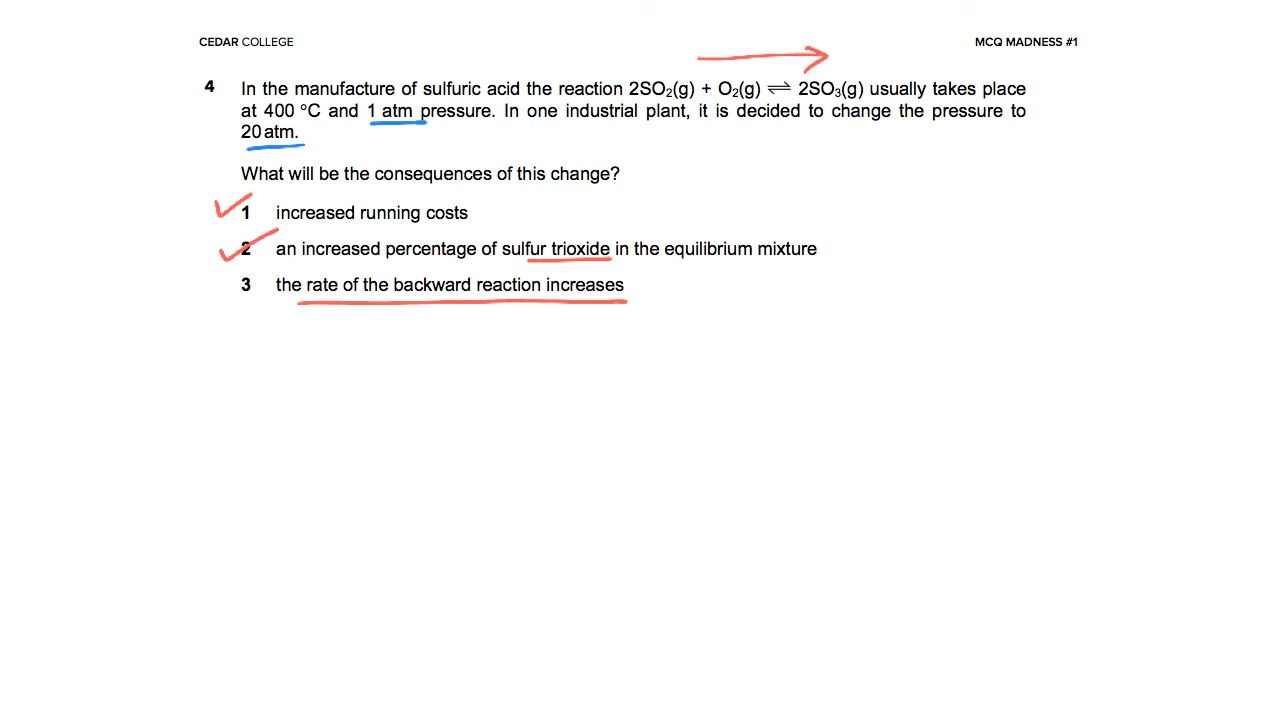 CEDAR COLLEGE MCQ MADNESS #1
4 In the manufacture of sulfuric acid the reaction 2SO₂(g) + O₂(g) ⇌ 2SO₃(g) usually takes place
at 400 °C and 1 atm pressure. In one industrial plant, it is decided to change the pressure to
20 atm.
What will be the consequences of this change?
1 increased running costs
2 an increased percentage of sulfur trioxide in the equilibrium mixture
3 the rate of the backward reaction increases